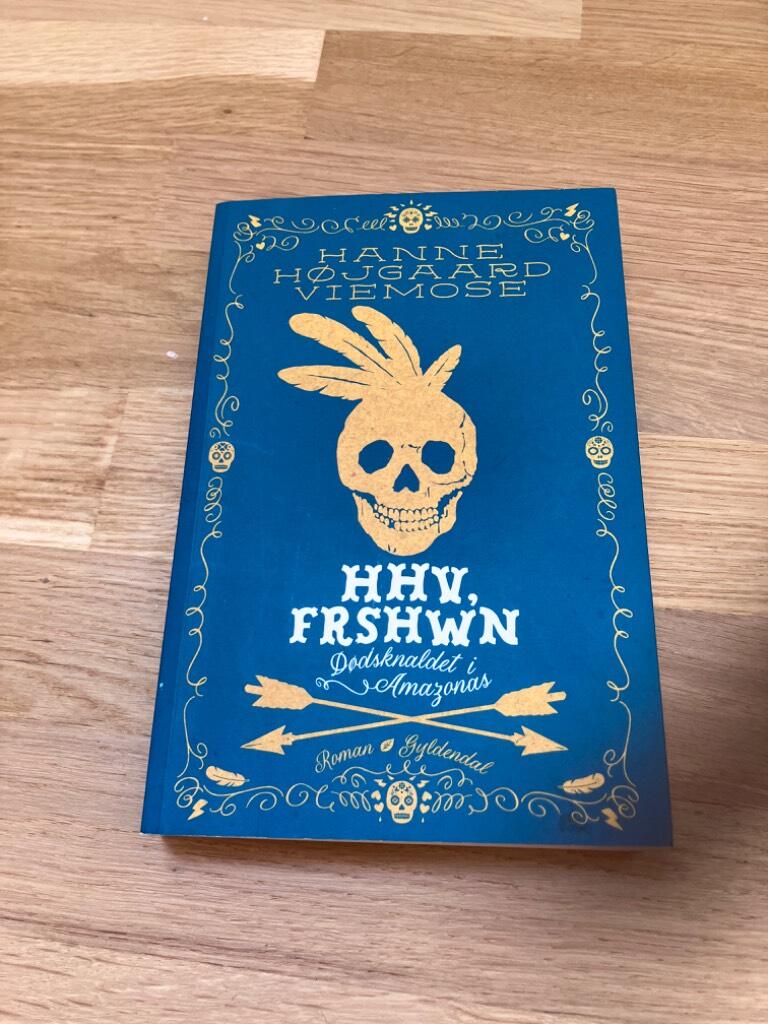 HANNE
HØJGAARD
VIEMOSE
HHV,
FRSHWN
Dødsknaldet i
Amazonas
Roman Gyldendal